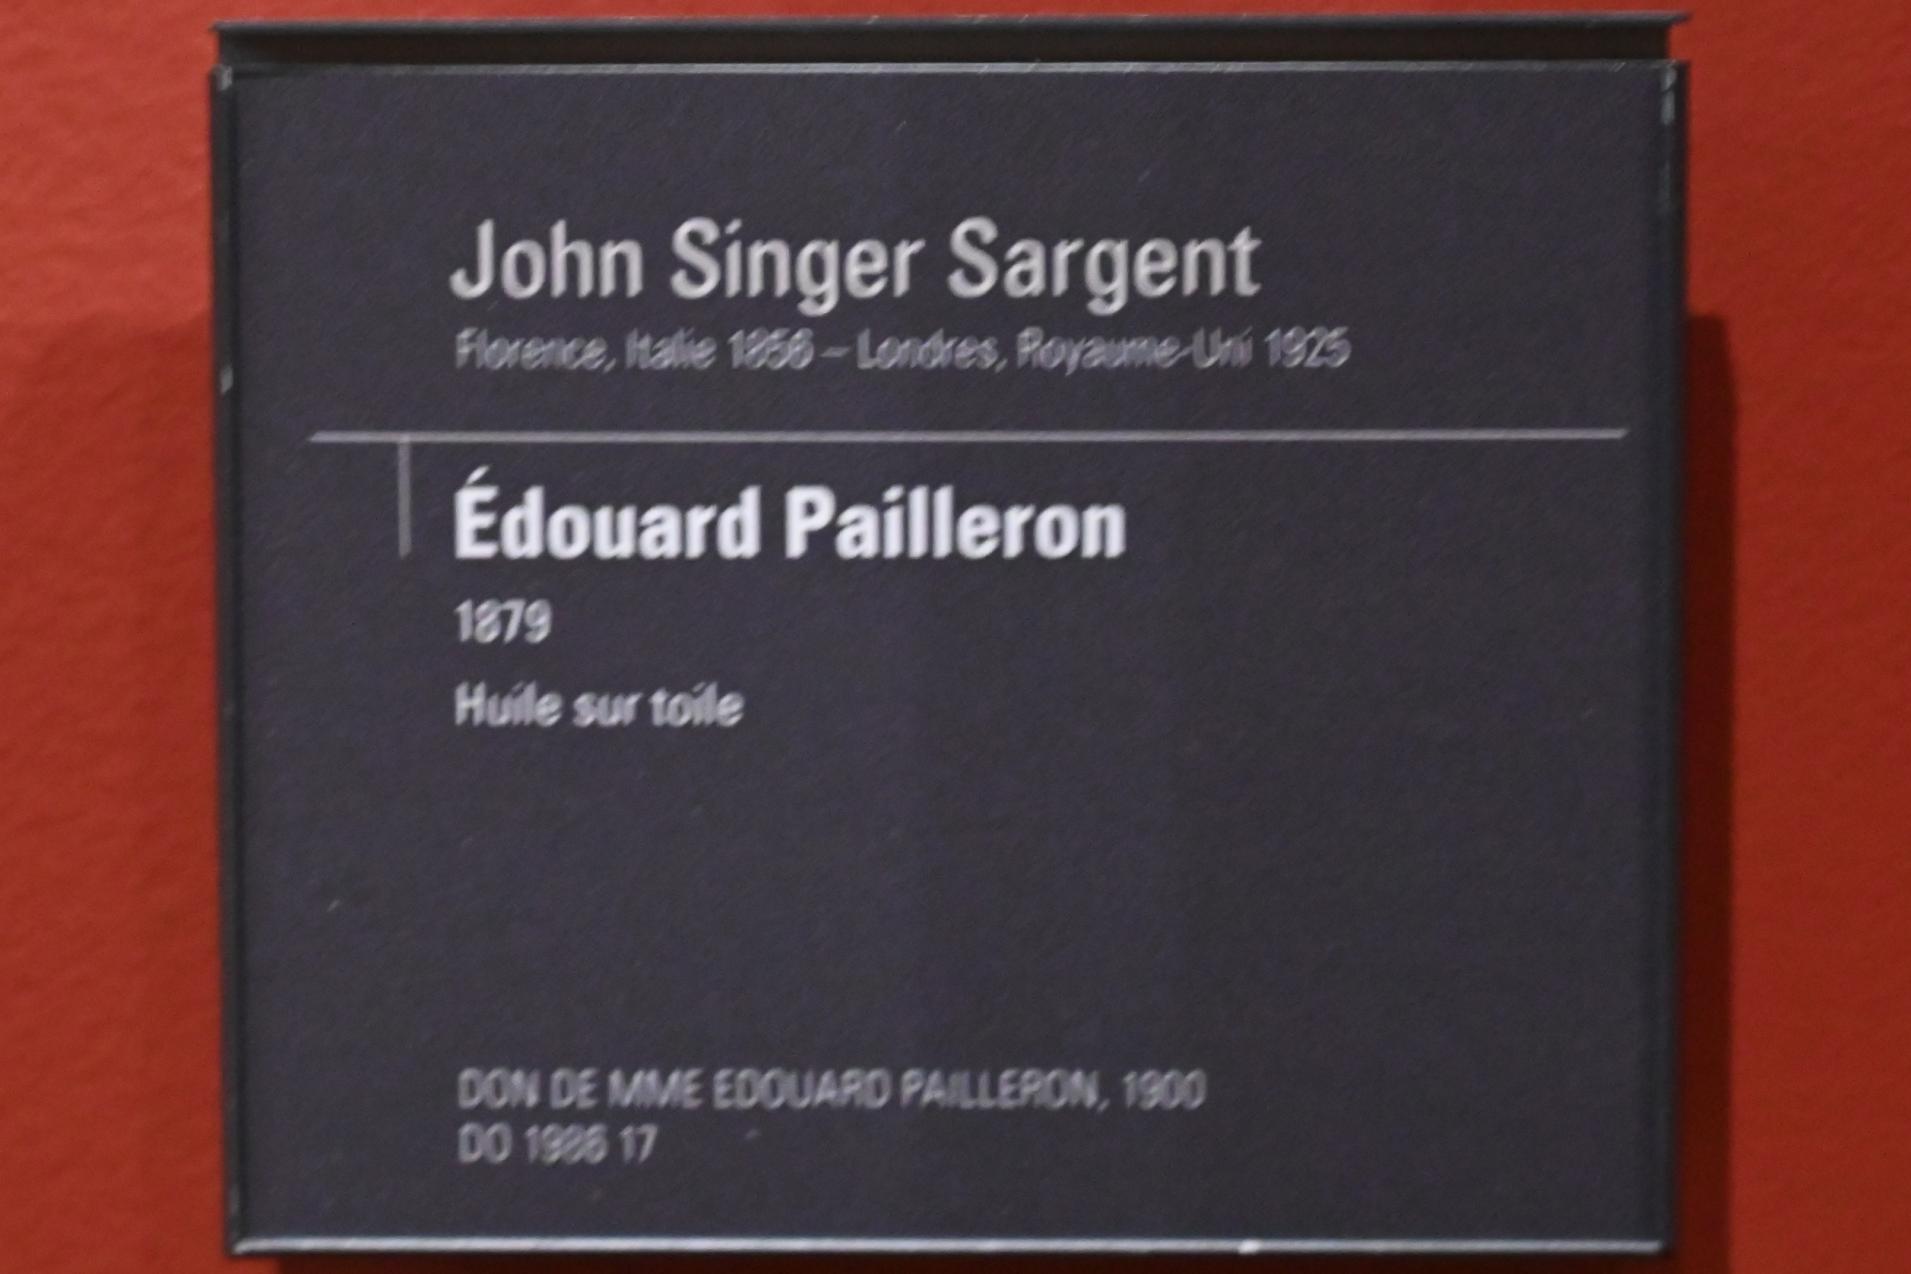 John Singer Sargent
Florence, Italie 1856 – Londres, Royaume-Uni 1925
Édouard Pailleron
1879
Huile sur toile
DON DE MME EDOUARD PAILLERON, 1900
DO 1986 17